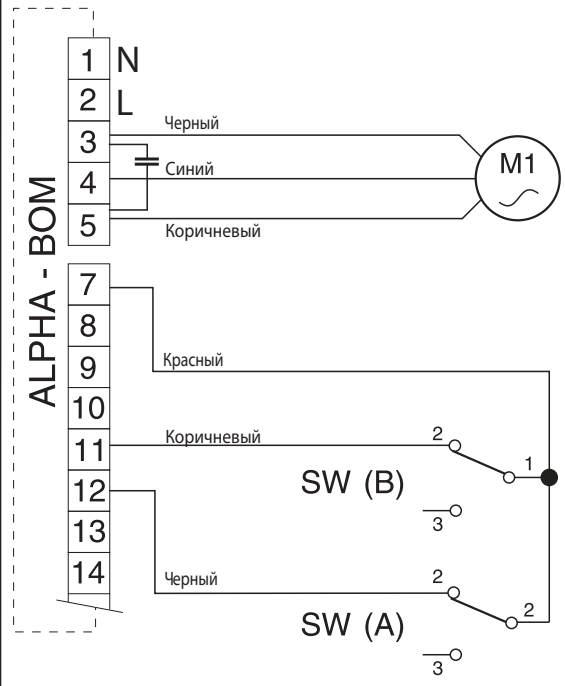 ALPHA - BOM
1 N
2 L
3
Черный
4
Синий
5
Коричневый
M1
7
8
Красный
9
10
11
Коричневый
2
1
SW (B)
3
12
13
14
Черный
2
2
SW (A)
3